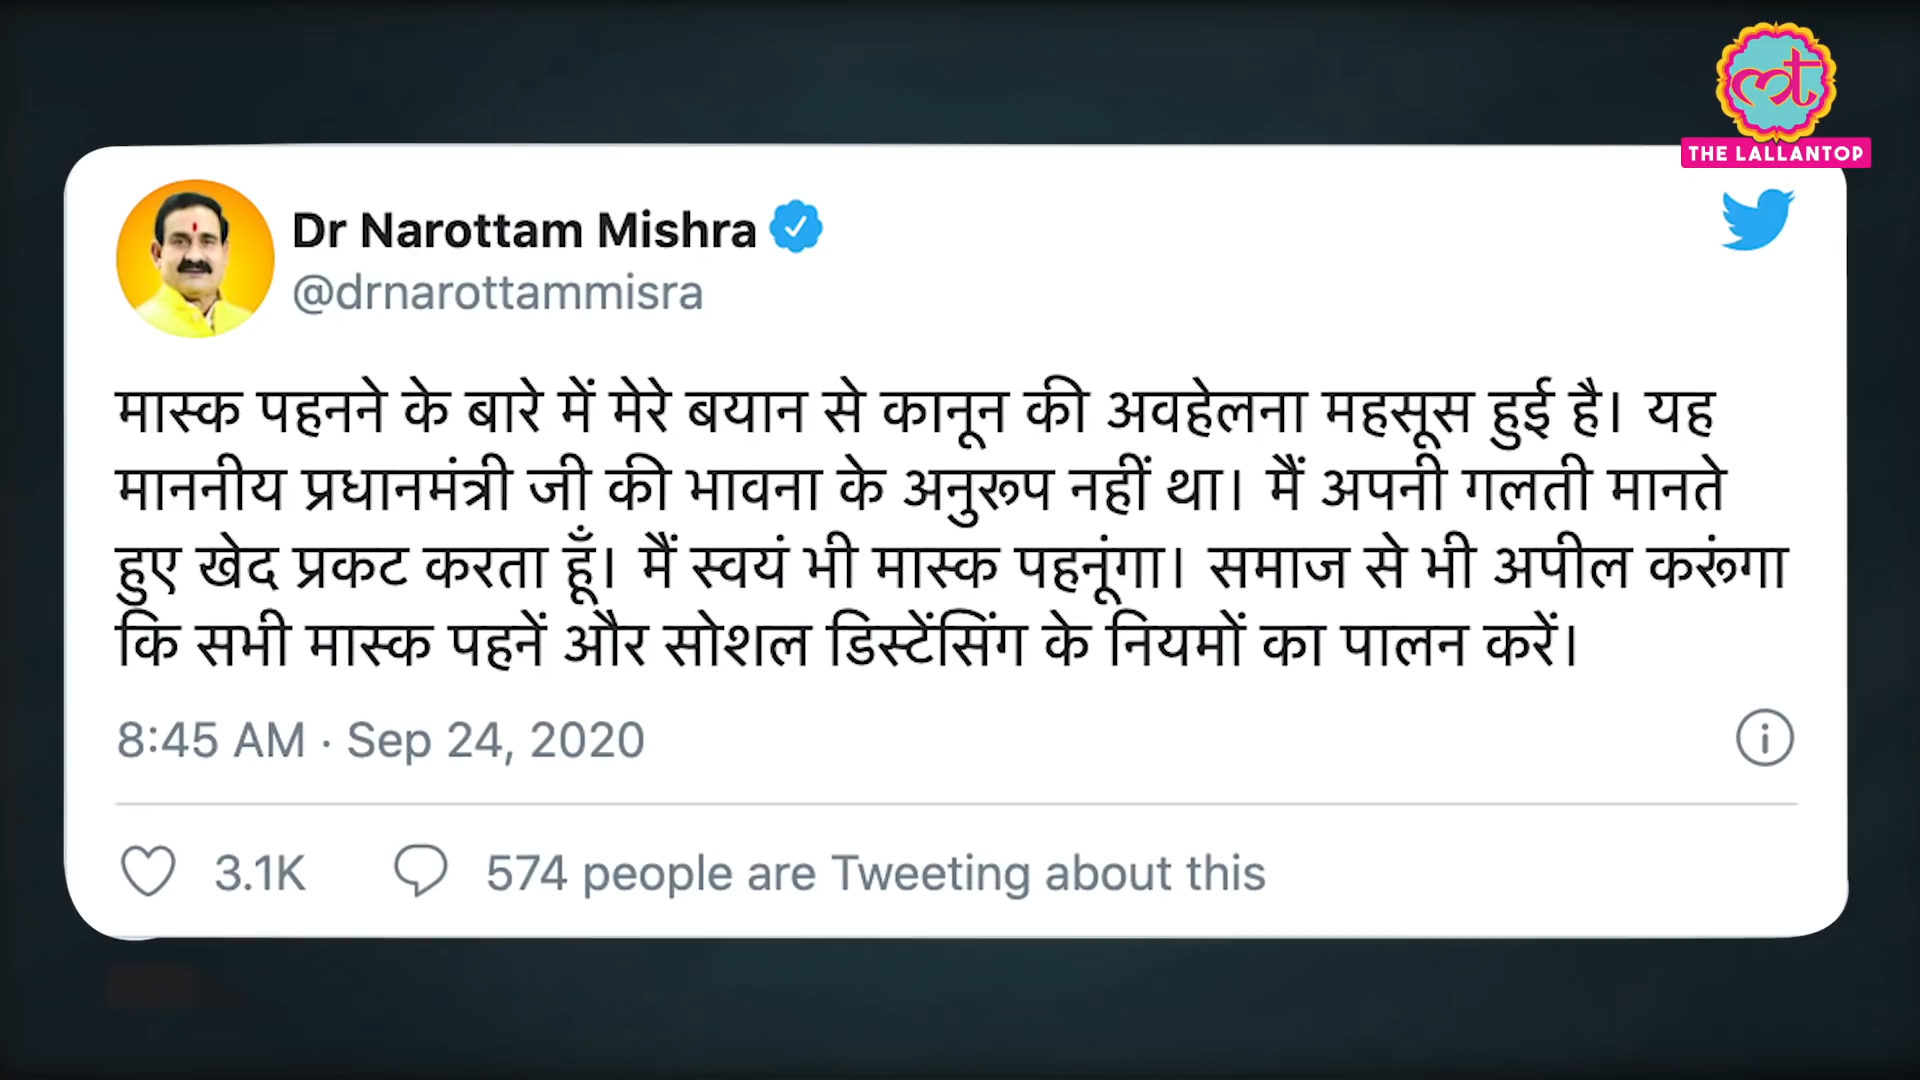 THE LALLANTOP
Dr Narottam Mishra
@drnarottammisra
मास्क पहनने के बारे में मेरे बयान से कानून की अवहेलना महसूस हुई है। यह
माननीय प्रधानमंत्री जी की भावना के अनुरूप नहीं था। मैं अपनी गलती मानते
हुए खेद प्रकट करता हूँ। मैं स्वयं भी मास्क पहनूंगा। समाज से भी अपील करूंगा
कि सभी मास्क पहनें और सोशल डिस्टेंसिंग के नियमों का पालन करें।
8:45 AM · Sep 24, 2020
3.1K 574 people are Tweeting about this